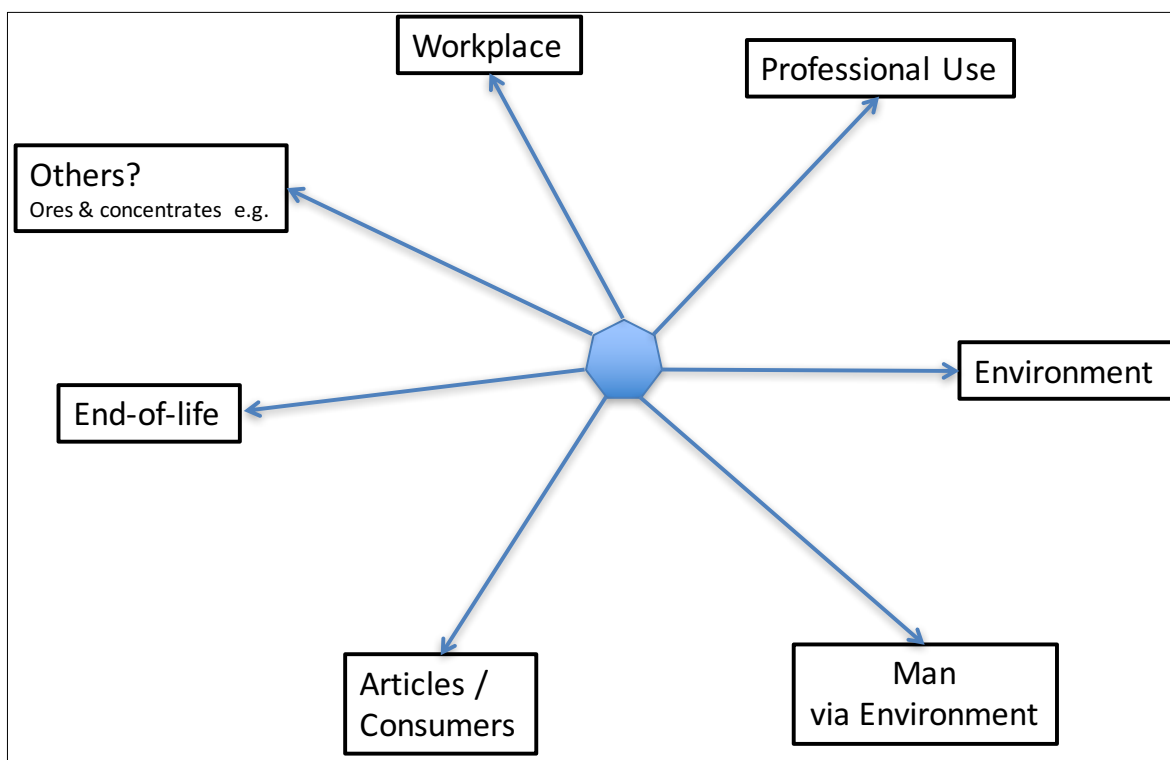 Workplace
Professional Use
Others?
Ores & concentrates e.g.
Environment
End-of-life
Articles /
Consumers
Man
via Environment